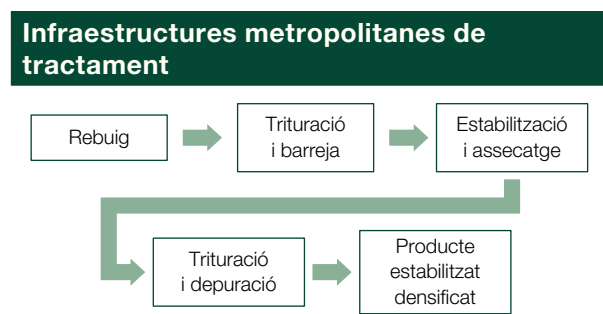 Infraestructures metropolitanes de
tractament
Rebuig
Trituració
i barreja
Estabilització
i assecatge
Trituració
i depuració
Producte
estabilitzat
densificat